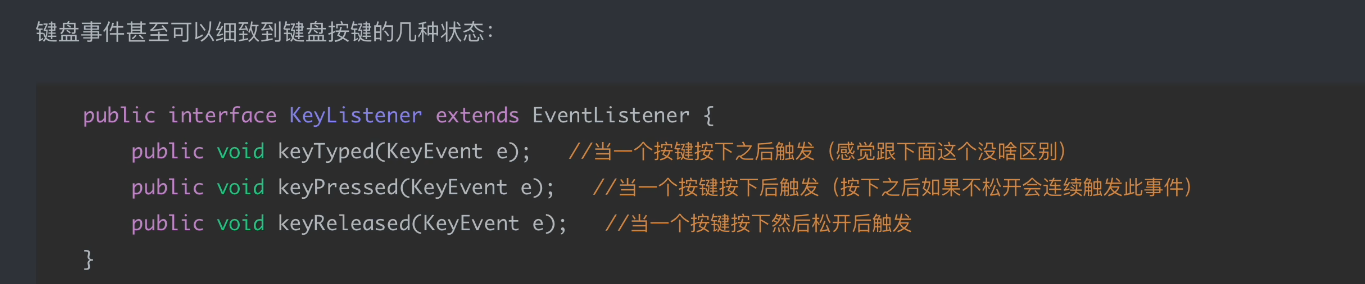 键盘事件甚至可以细致到键盘按键的几种状态：
public interface KeyListener extends EventListener {
public void keyTyped(KeyEvent e);   //当一个按键按下之后触发（感觉跟下面这个没啥区别）
public void keyPressed(KeyEvent e);   //当一个按键按下后触发（按下之后如果不松开会连续触发此事件）
public void keyReleased(KeyEvent e);   //当一个按键按下然后松开后触发
}